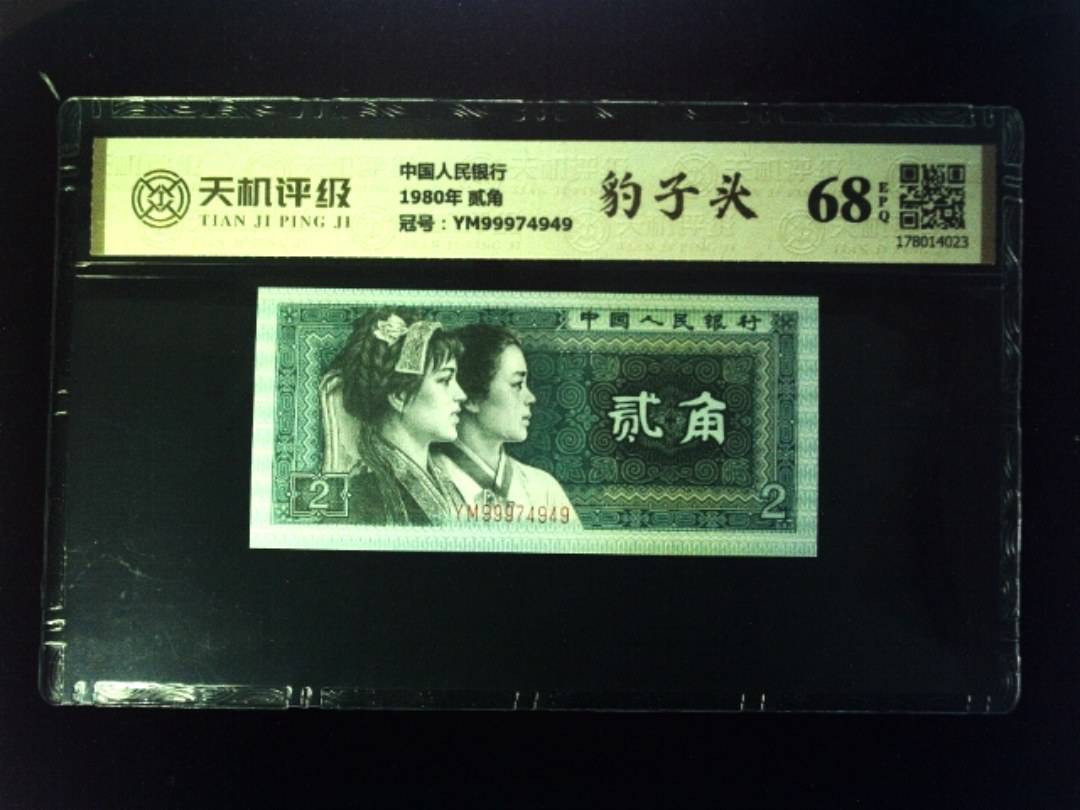 天机评级
TIAN JI PING JI
中国人民银行
1980年 贰角
冠号：YM99974949
豹子头
68
EPQ
178014023
中国人民银行
贰角
2
YM99974949
2